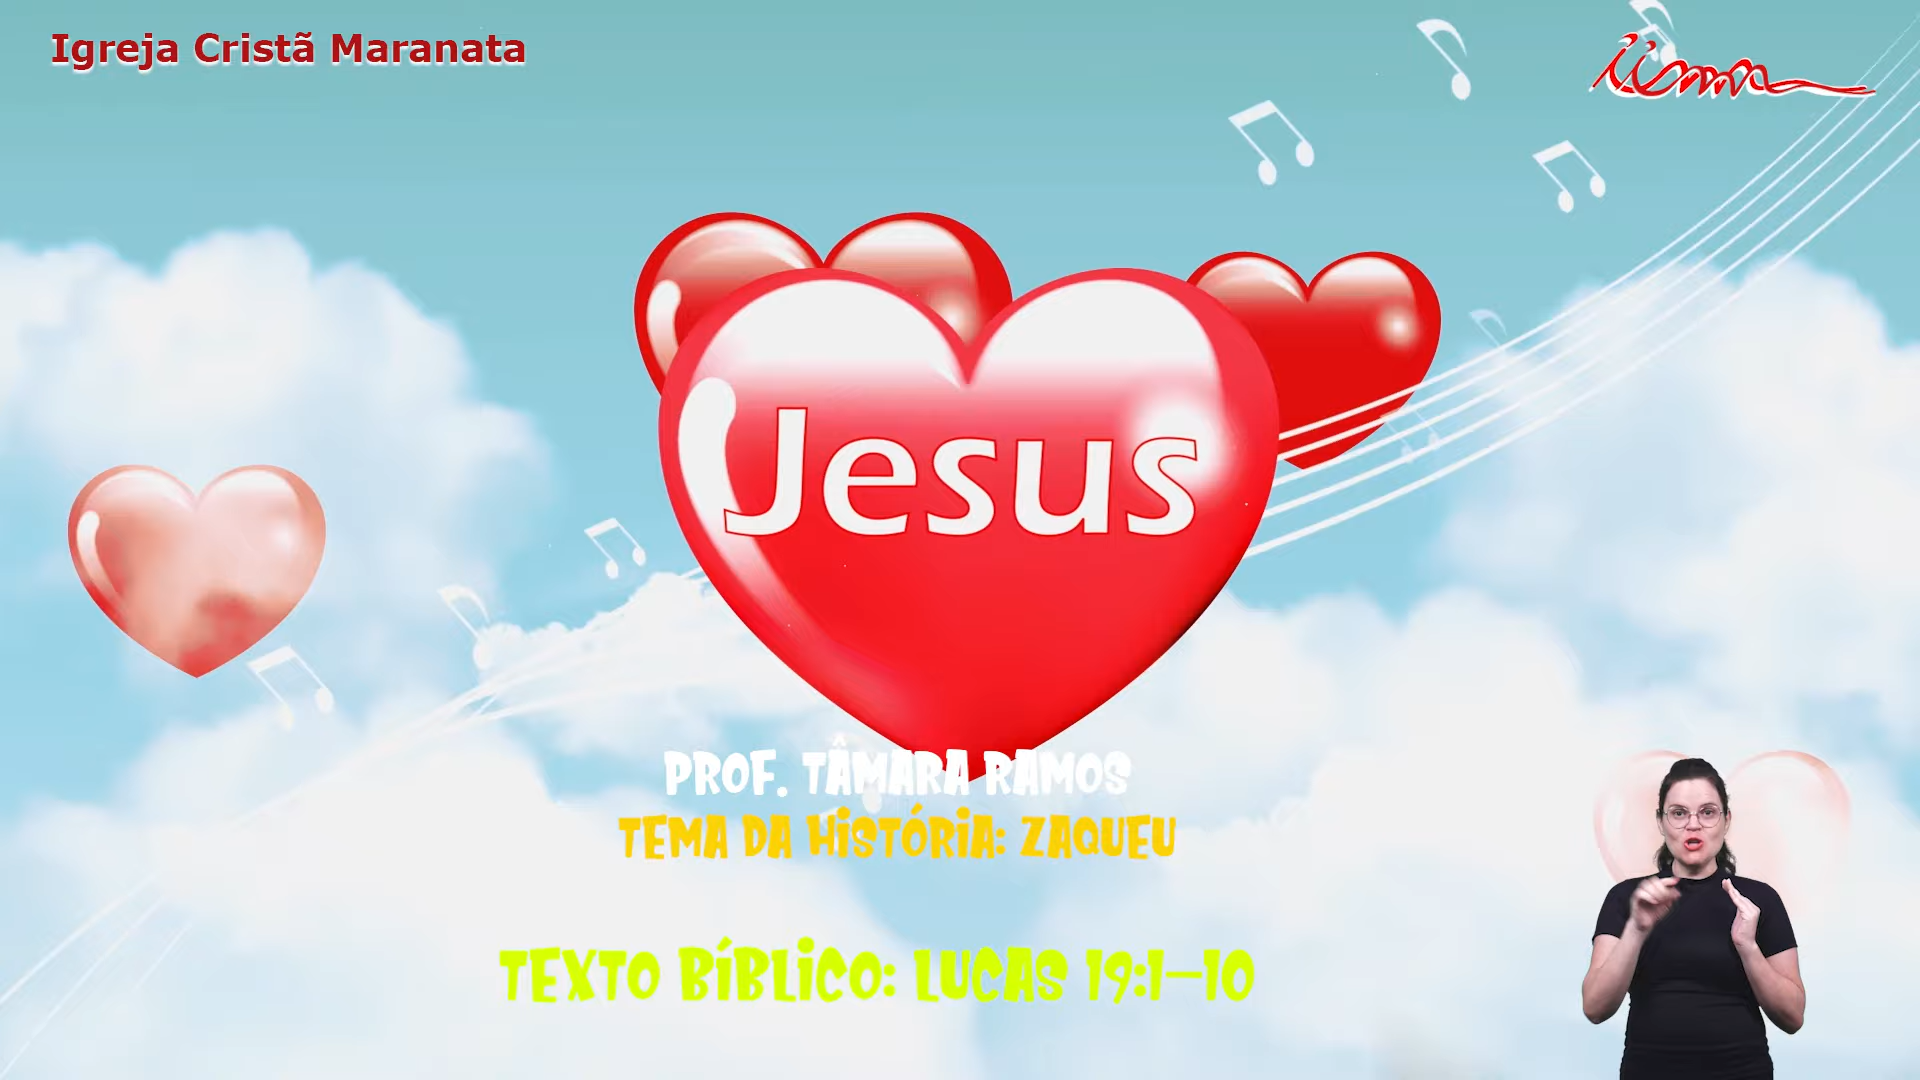 Igreja Cristã Maranata
Jesus
PROF. TÂMARA RAMOS
TEMA DA HiSTÓRiA: ZAQUEU
TEXTO BÍBLiCO: LUCAS 19:1-10